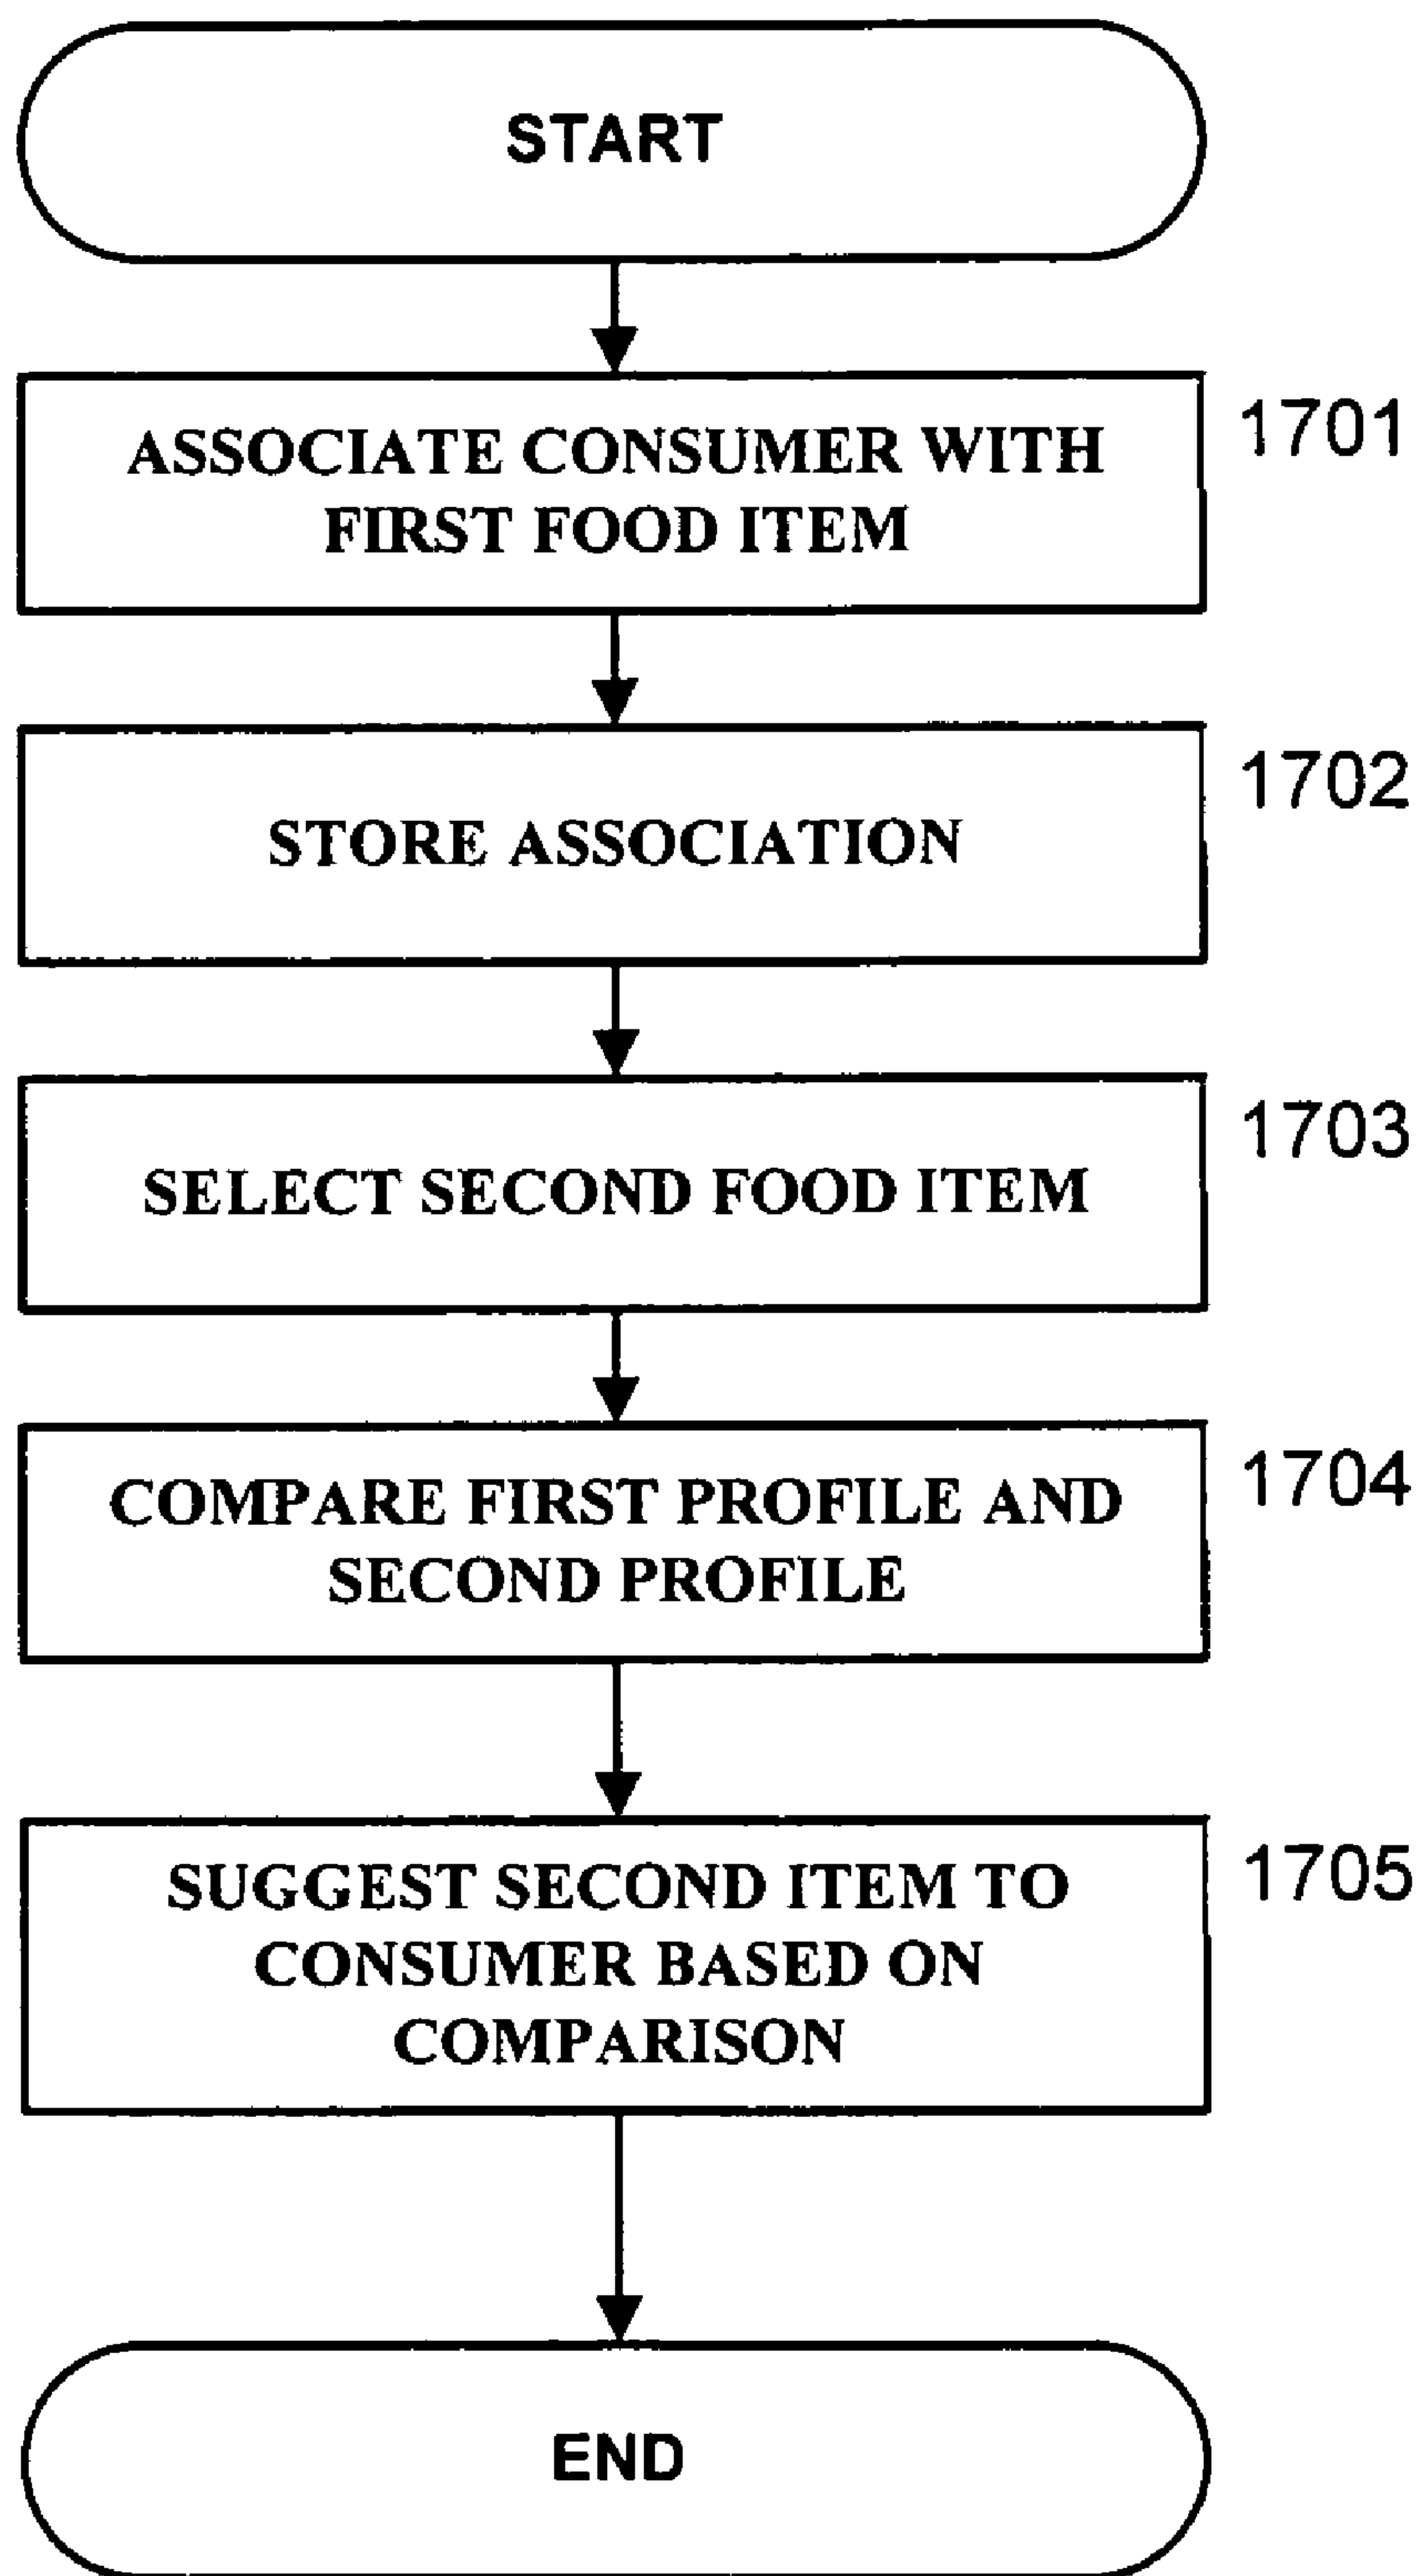 START
ASSOCIATE CONSUMER WITH
FIRST FOOD ITEM
1701
STORE ASSOCIATION
1702
SELECT SECOND FOOD ITEM
1703
COMPARE FIRST PROFILE AND
SECOND PROFILE
1704
SUGGEST SECOND ITEM TO
CONSUMER BASED ON
COMPARISON
1705
END